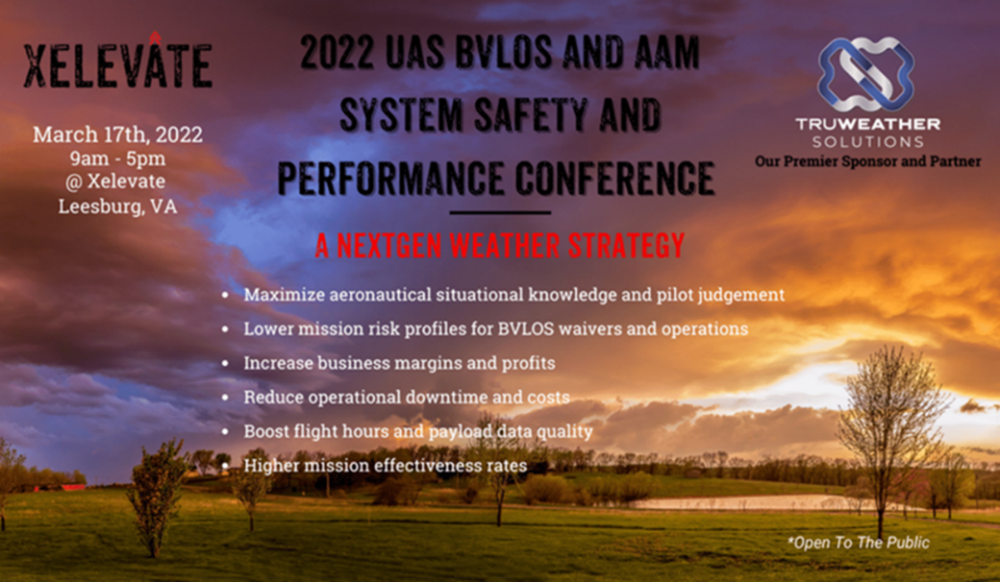 XELEVÂTE
March 17th, 2022
9am - 5pm
@ Xelevate
Leesburg, VA
2022 UAS BVLOS AND AAM
SYSTEM SAFETY AND
PERFORMANCE CONFERENCE
A NEXTGEN WEATHER STRATEGY
TRUWEATHER
SOLUTIONS
Our Premier Sponsor and Partner
• Maximize aeronautical situational knowledge and pilot judgement
• Lower mission risk profiles for BVLOS waivers and operations
• Increase business margins and profits
• Reduce operational downtime and costs
• Boost flight hours and payload data quality
• Higher mission effectiveness rates
*Open To The Public